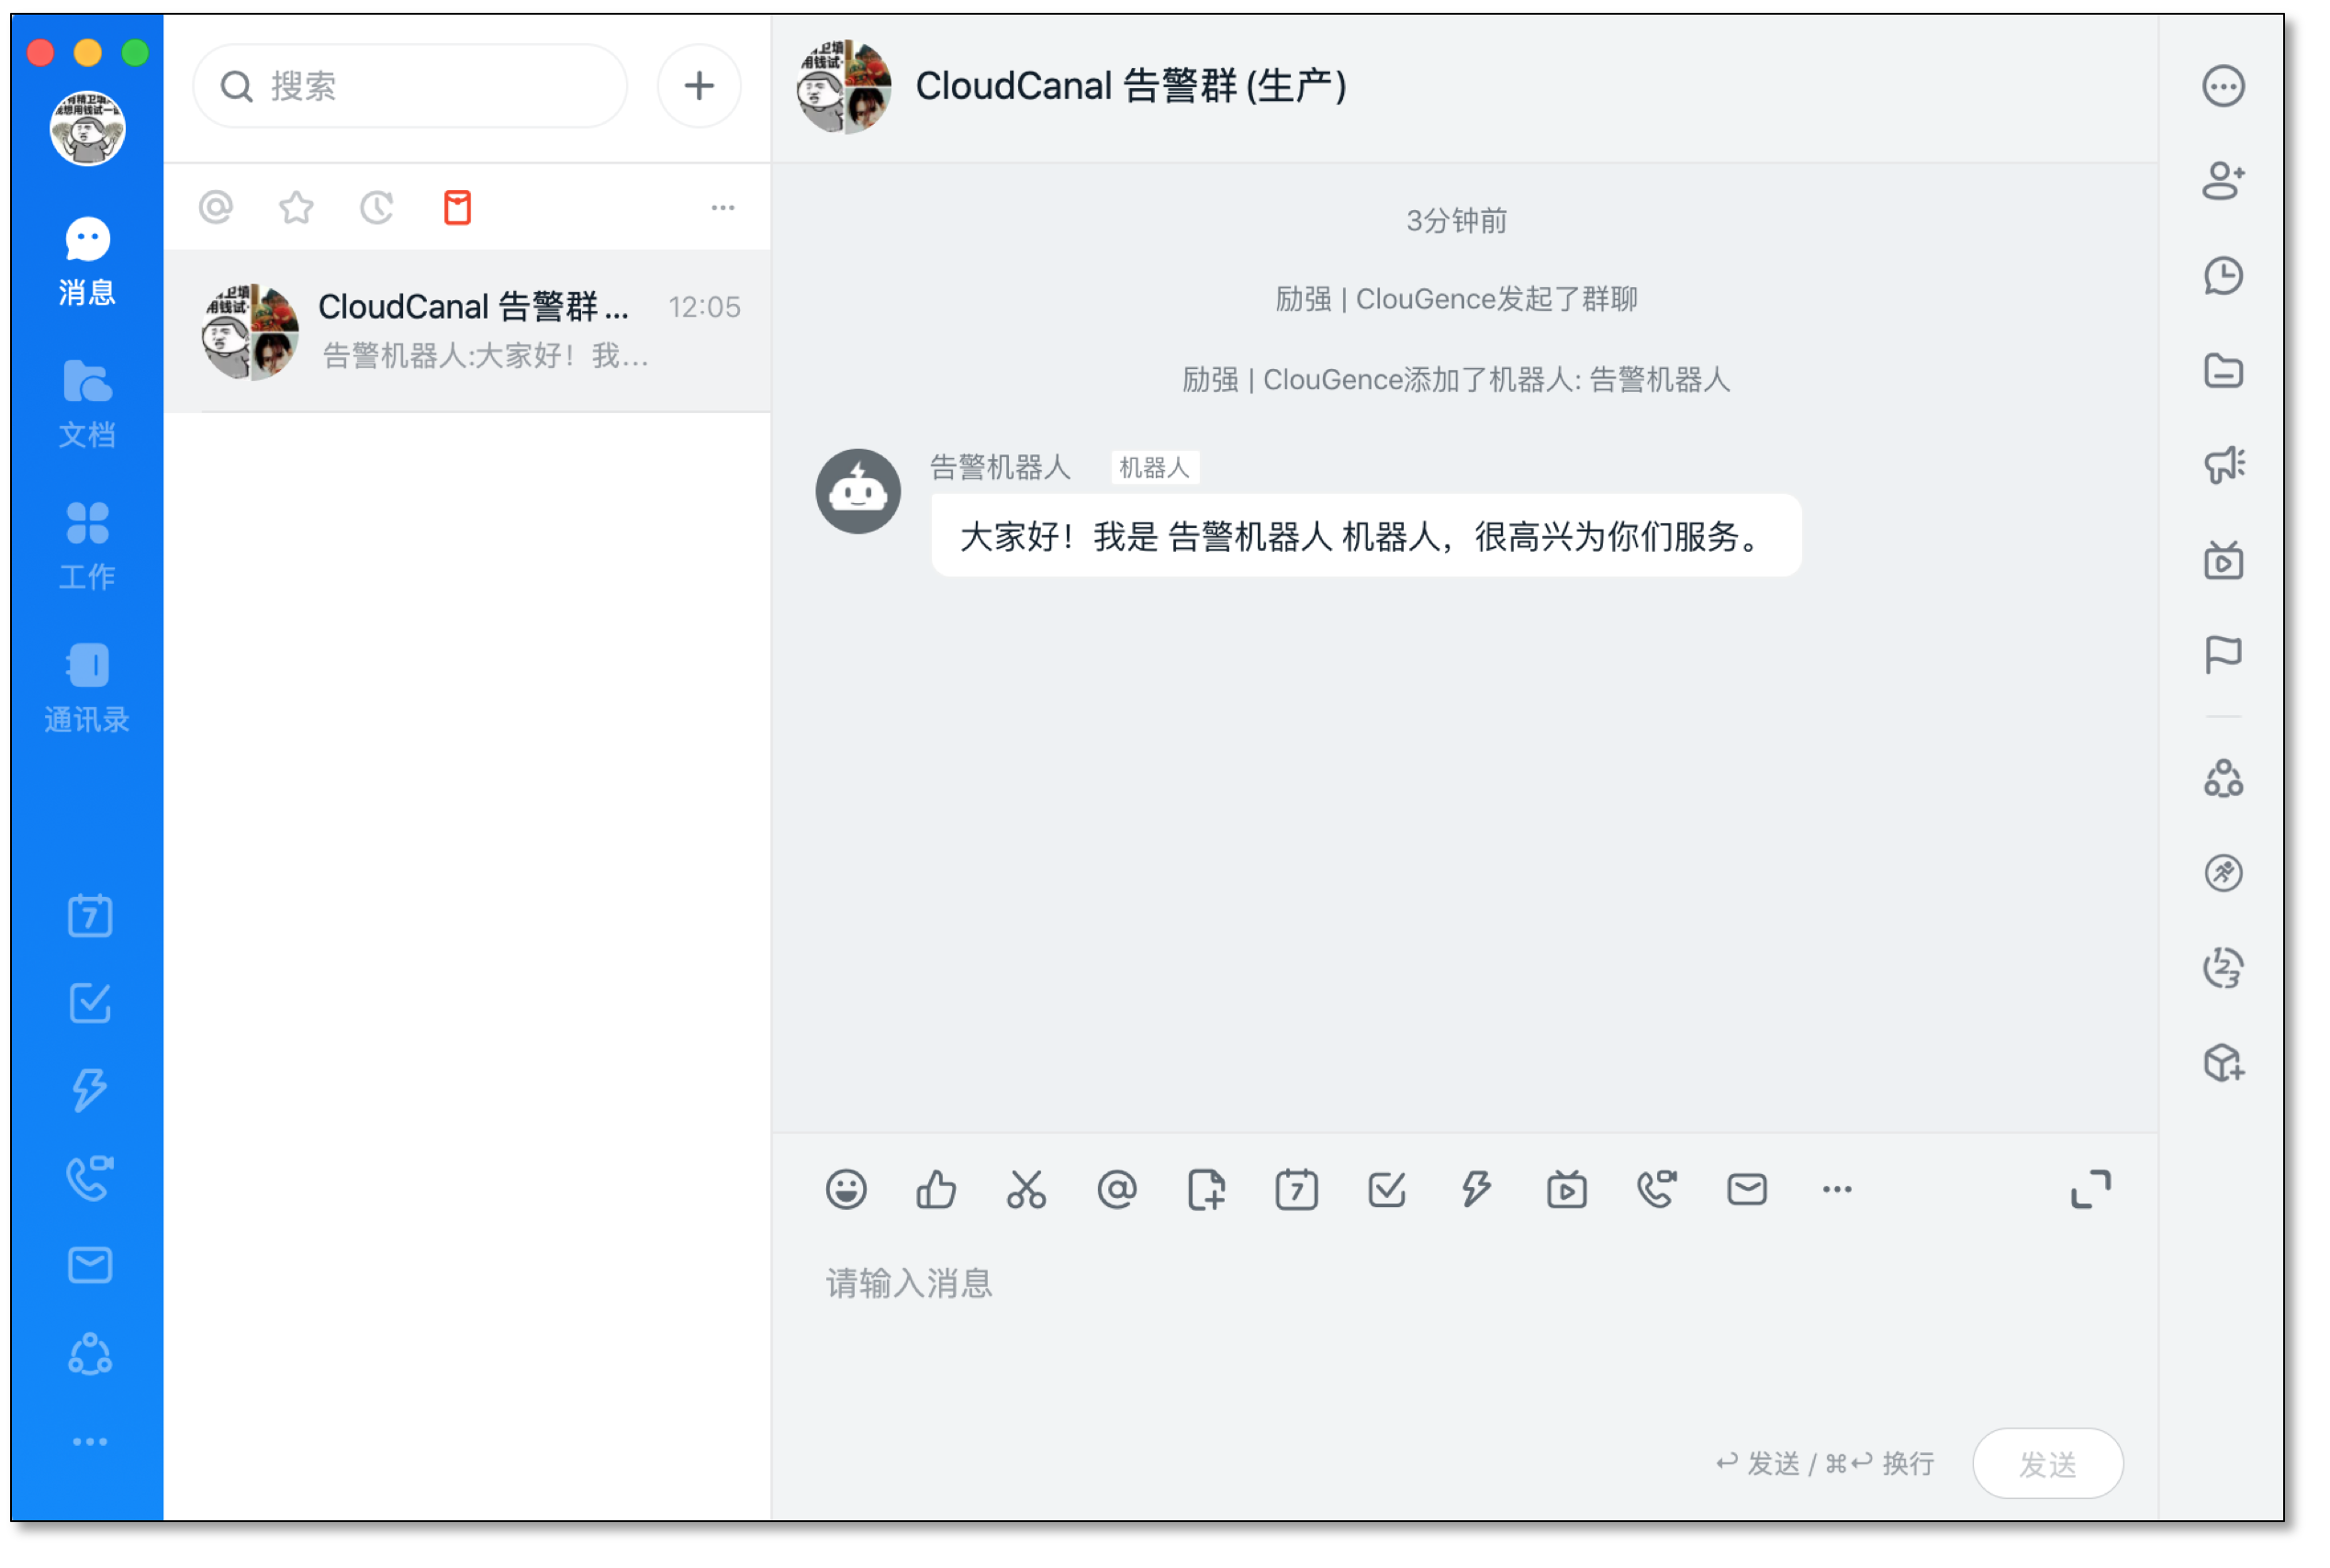 消息
文档
工作
通讯录
7
搜索
CloudCanal 告警群...
12:05
告警机器人:大家好！我...
CloudCanal 告警群 (生产)
3分钟前
励强 | ClouGence发起了群聊
励强 | ClouGence添加了机器人: 告警机器人
告警机器人 机器人
大家好！我是 告警机器人 机器人，很高兴为你们服务。
7
请输入消息
↩ 发送 / ⌘↩ 换行
发送
123